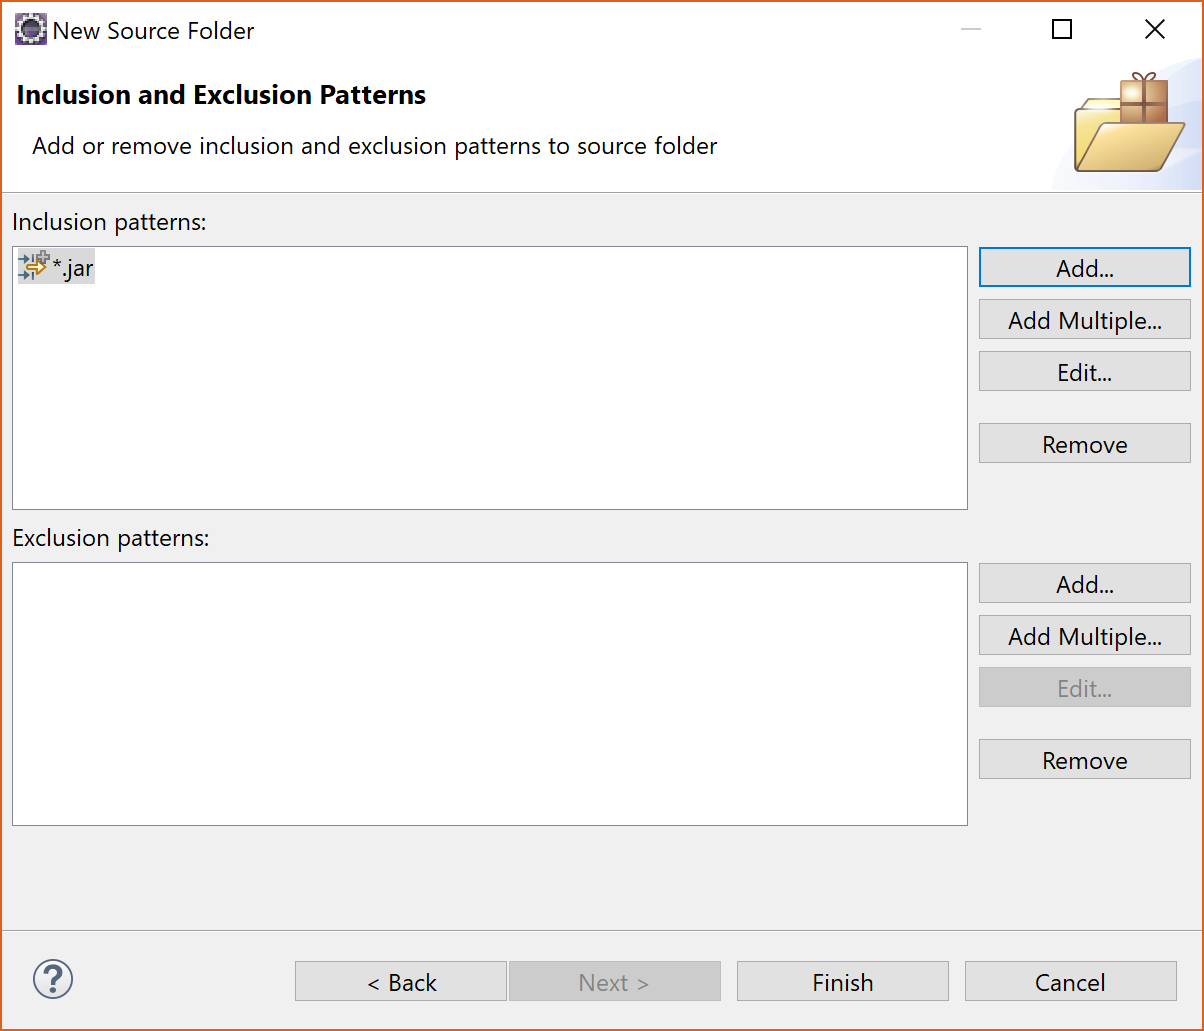 New Source Folder
Inclusion and Exclusion Patterns
Add or remove inclusion and exclusion patterns to source folder
Inclusion patterns:
*.jar
Add...
Add Multiple...
Edit...
Remove
Exclusion patterns:
Add...
Add Multiple...
Edit...
Remove
?
< Back
Next >
Finish
Cancel